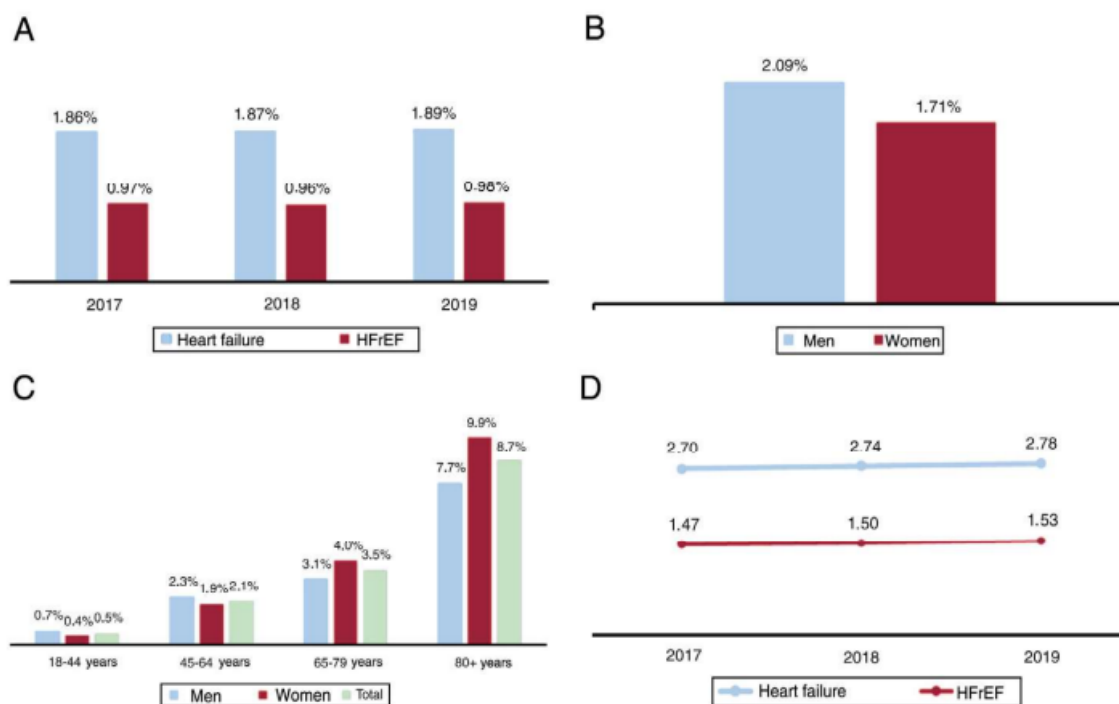 A
1.86%
0.97%
1.87%
0.96%
1.89%
0.98%
2017
2018
2019
Heart failure
HFrEF
B
2.09%
1.71%
Men
Women
C
0.7%
0.4%
0.5%
2.3%
1.9%
2.1%
3.1%
4,0%
3.5%
7.7%
9.9%
8.7%
18-44 years
45-64 years
65-79 years
80+ years
Men
Women
Total
D
2.70
2.74
2.78
1.47
1.50
1.53
2017
2018
2019
Heart failure
HFrEF